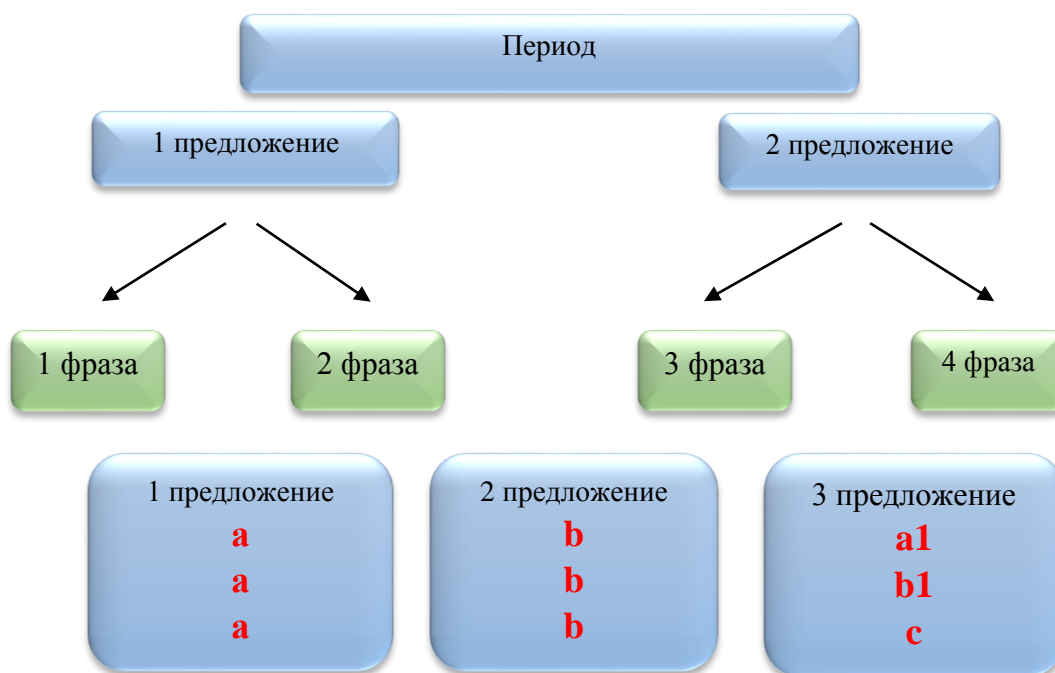 Период
1 предложение
2 предложение
1 фраза
2 фраза
3 фраза
4 фраза
1 предложение
a
a
a
2 предложение
b
b
b
3 предложение
a1
b1
c